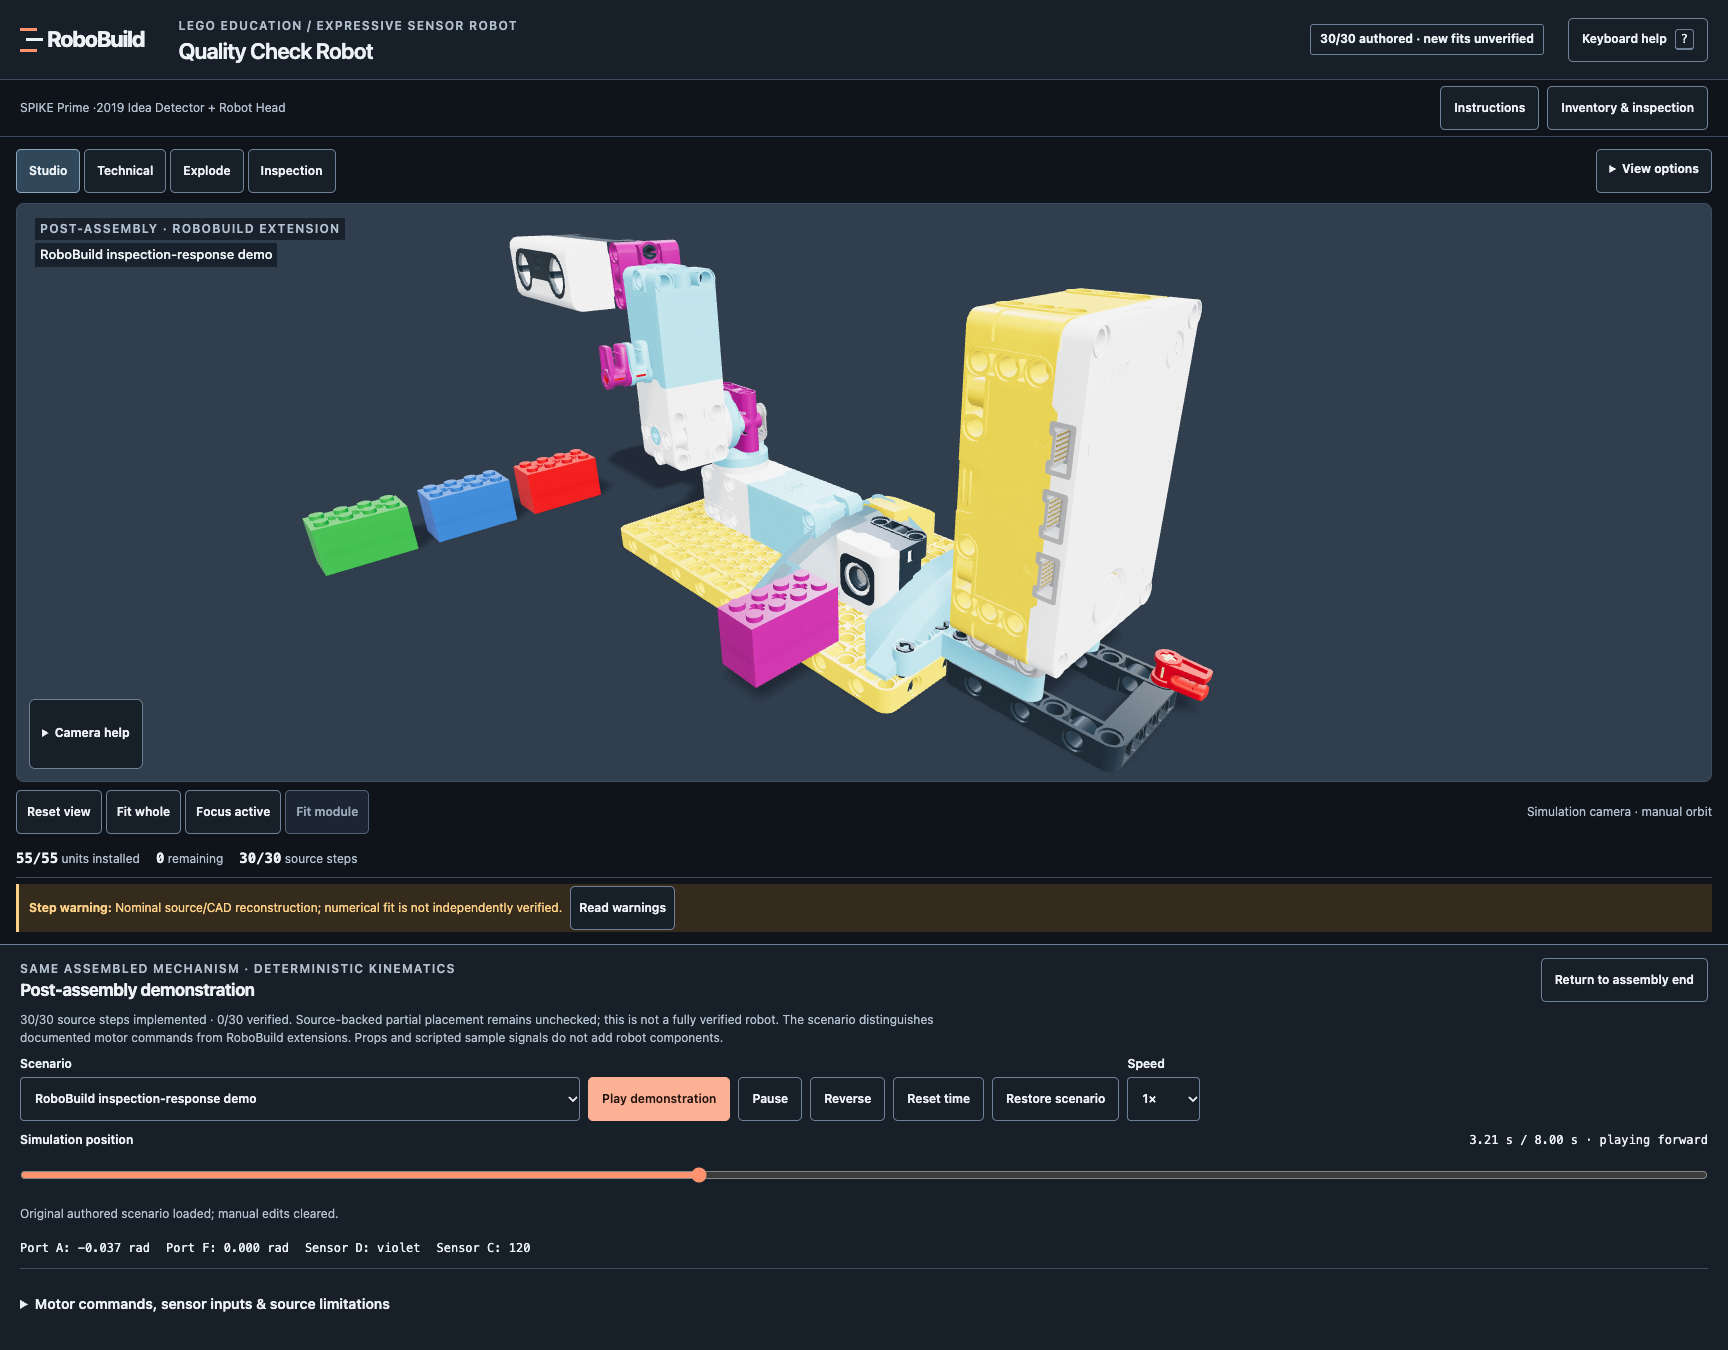 RoboBuild
LEGO EDUCATION / EXPRESSIVE SENSOR ROBOT
Quality Check Robot
30/30 authored · new fits unverified
Keyboard help ?
SPIKE Prime ·2019 Idea Detector + Robot Head
Instructions
Inventory & inspection
Studio
Technical
Explode
Inspection
View options
POST-ASSEMBLY · ROBOBUILD EXTENSION
RoboBuild inspection-response demo
Camera help
Reset view
Fit whole
Focus active
Fit module
Simulation camera · manual orbit
55/55 units installed 0 remaining 30/30 source steps
Step warning: Nominal source/CAD reconstruction; numerical fit is not independently verified.
Read warnings
SAME ASSEMBLED MECHANISM · DETERMINISTIC KINEMATICS
Post-assembly demonstration
Return to assembly end
30/30 source steps implemented · 0/30 verified. Source-backed partial placement remains unchecked; this is not a fully verified robot. The scenario distinguishes
documented motor commands from RoboBuild extensions. Props and scripted sample signals do not add robot components.
Scenario
Speed
RoboBuild inspection-response demo
Play demonstration
Pause
Reverse
Reset time
Restore scenario
1×
Simulation position
3.21 s / 8.00 s · playing forward
Original authored scenario loaded; manual edits cleared.
Port A: −0.037 rad Port F: 0.000 rad Sensor D: violet Sensor C: 120
Motor commands, sensor inputs & source limitations